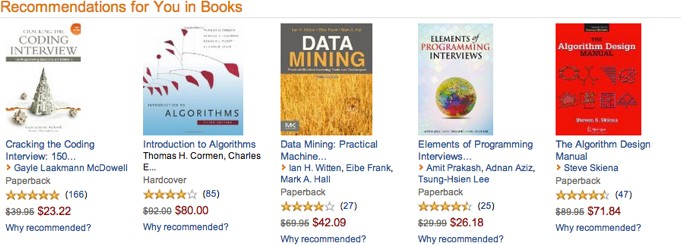 Recommendations for You in Books
CRACKING THE
CODING INTERVIEW
INTRODUCTION TO
ALGORITHMS
DATA
MINING
MK
ELEMENTS OF
PROGRAMMING
INTERVIEWS
THE
Algorithm Design
MANUAL
Steven S. Skiena
Cracking the Coding
Interview: 150...
Gayle Laakmann McDowell
Paperback
(166)
$39.95 $23.22
Why recommended?
Introduction to Algorithms
Thomas H. Cormen, Charles
E...
Hardcover
(85)
$92.00 $80.00
Why recommended?
Data Mining: Practical
Machine...
Ian H. Witten, Eibe Frank,
Mark A. Hall
Paperback
(27)
$69.95 $42.09
Why recommended?
Elements of Programming
Interviews...
Amit Prakash, Adnan Aziz,
Tsung-Hsien Lee
Paperback
(25)
$29.99 $26.18
Why recommended?
The Algorithm Design
Manual
Steve Skiena
Paperback
(47)
$89.95 $71.84
Why recommended?